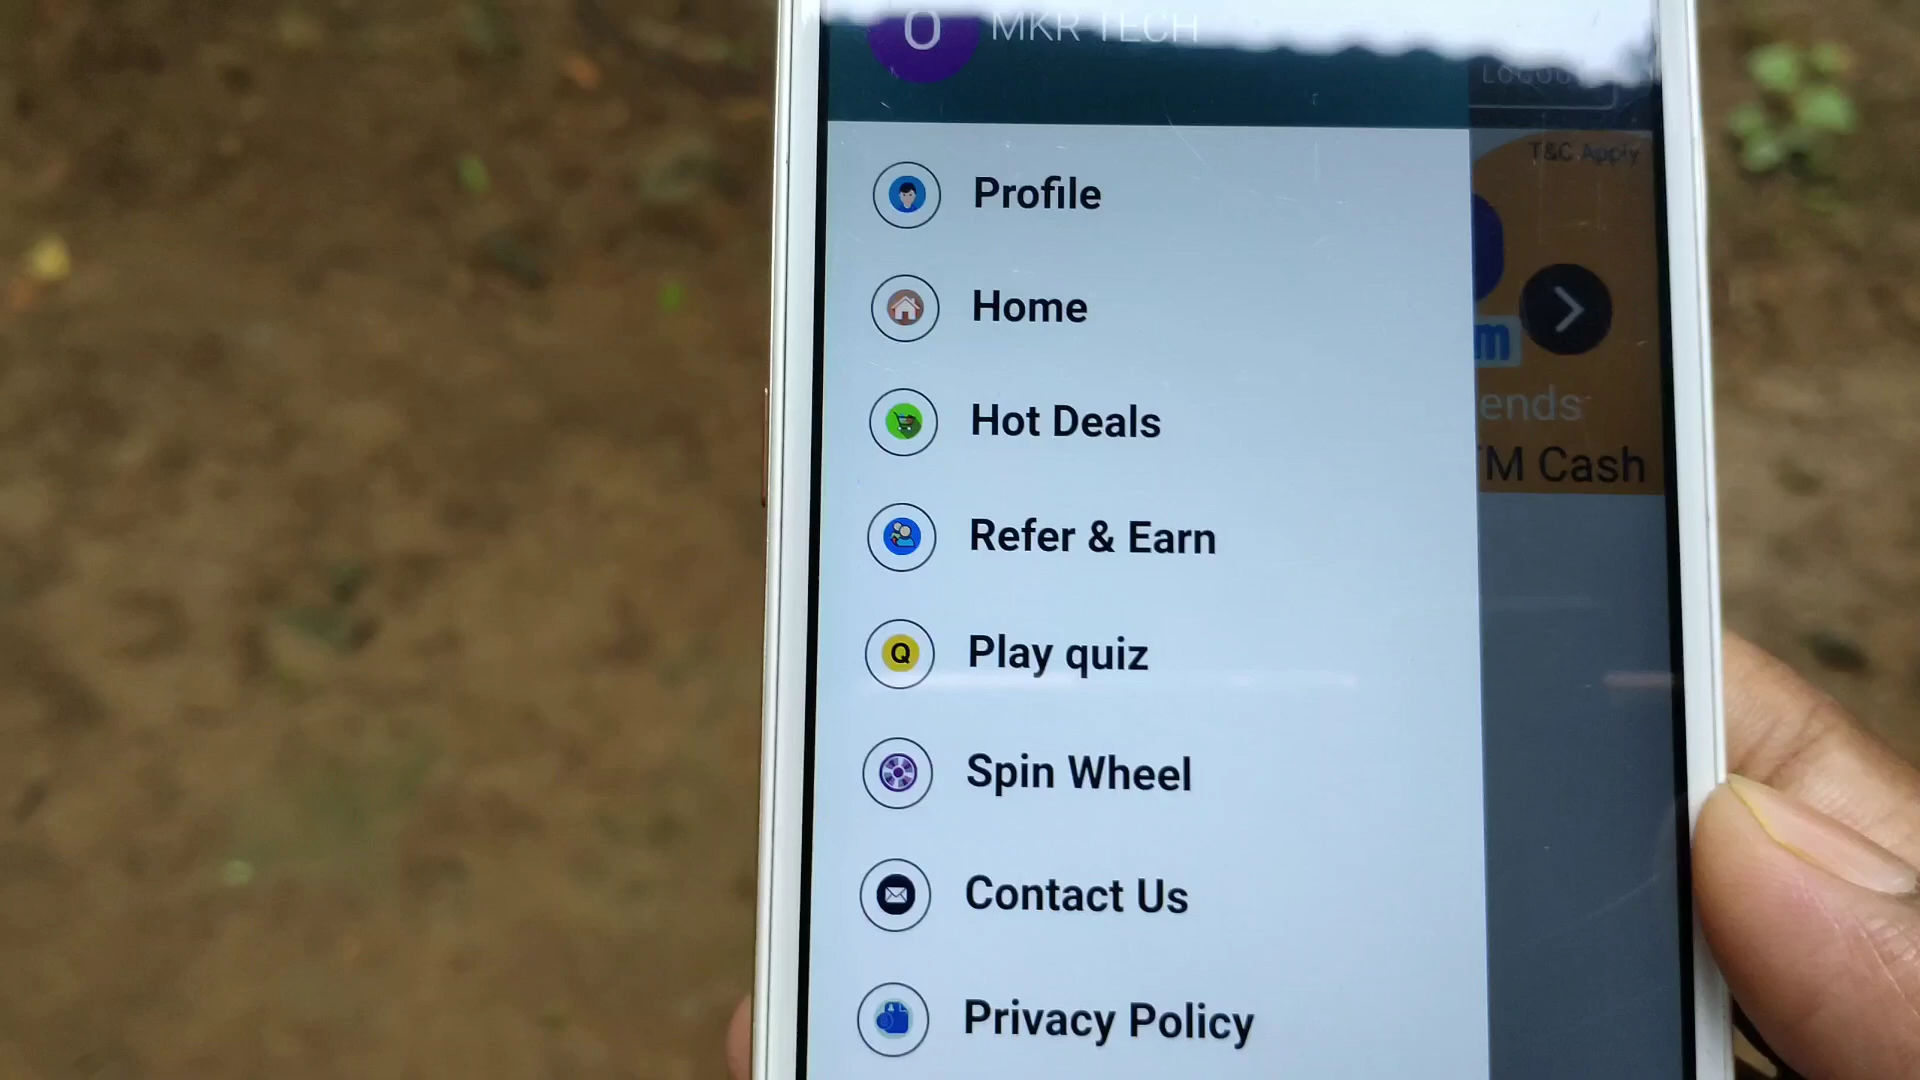 O MKR TECH
LOGOUT
T&C Apply
Profile
Home
Hot Deals
m
ends
M Cash
Refer & Earn
Q Play quiz
Spin Wheel
Contact Us
Privacy Policy